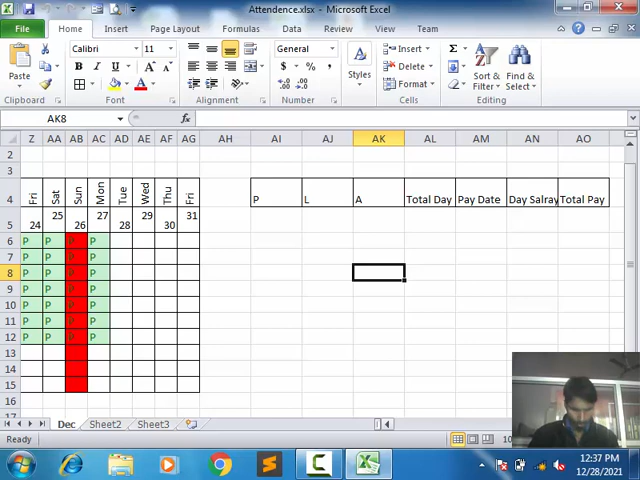 Attendence.xlsx - Microsoft Excel
File Home Insert Page Layout Formulas Data Review View Team
Paste Calibri 11 General Styles Insert Sort & Filter Find & Select
B I U $ % , Delete
Format
Clipboard Font Alignment Number Cells Editing
AK8 fx
Z AA AB AC AD AE AF AG AH AI AJ AK AL AM AN AO
2
3
4 Fri Sat Sun Mon Tue Wed Thu Fri P L A Total Day Pay Date Day Salray Total Pay
5 24 25 26 27 28 29 30 31
6 P P P P
7 P P P P
8 P P P P
9 P P P P
10 P P P P
11 P P P P
12 P P P P
13
14
15
16
17
Dec Sheet2 Sheet3
Ready 10
12:37 PM
12/28/2021